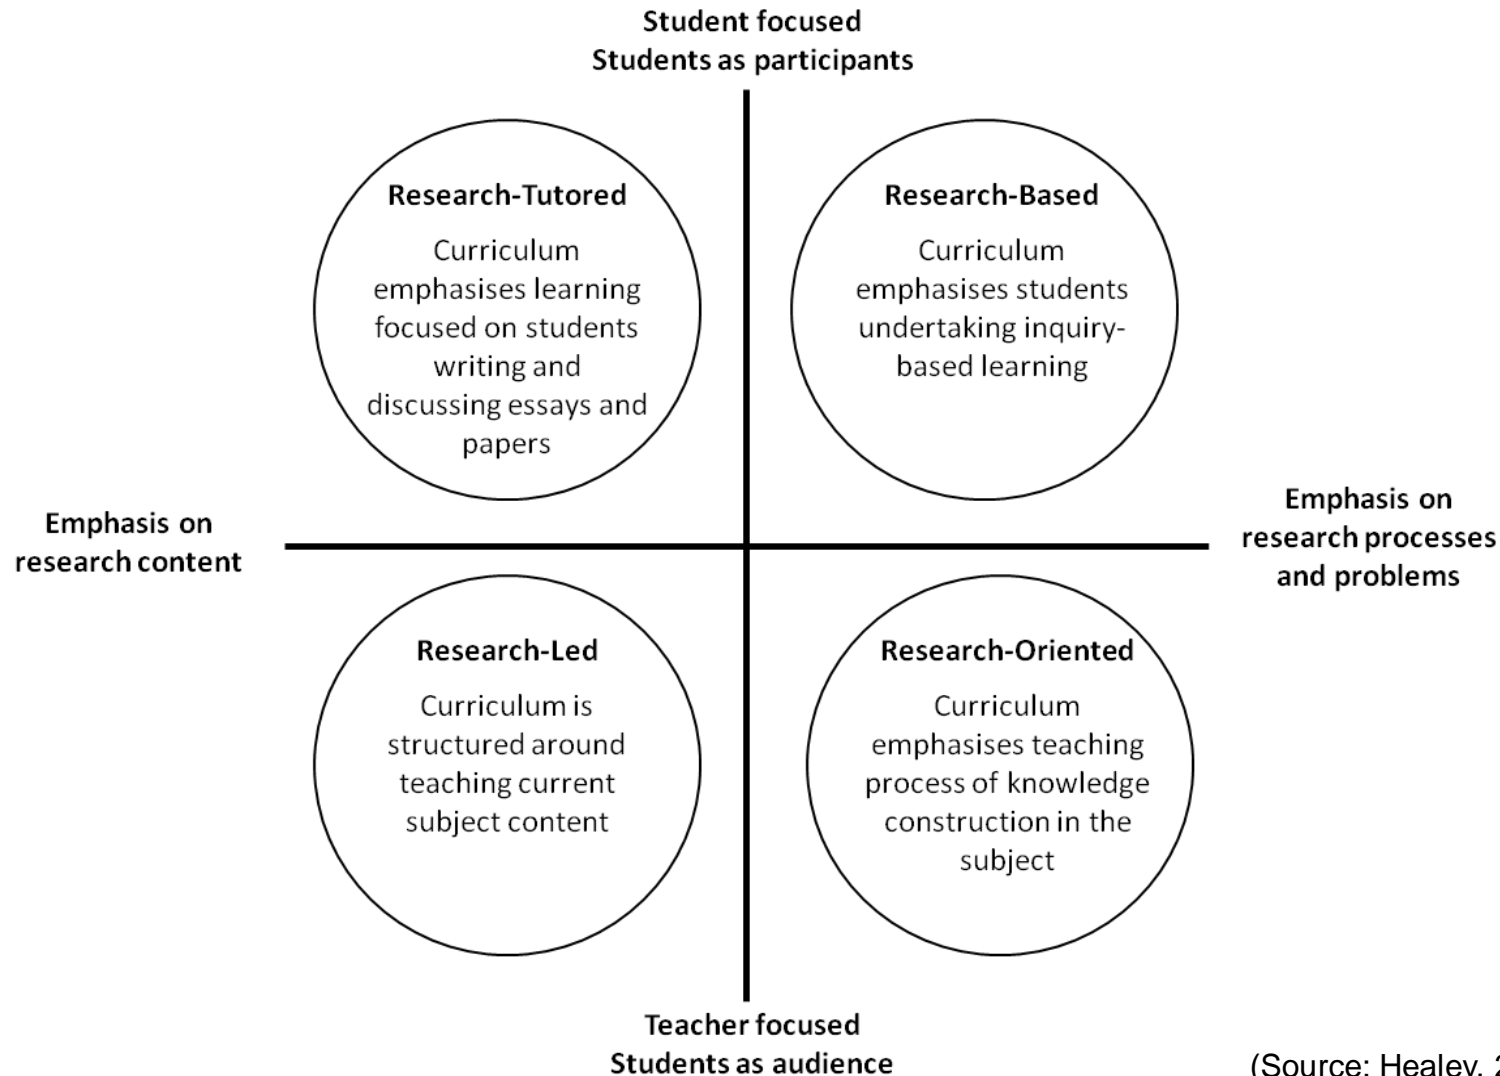 Student focused
Students as participants
Research-Tutored
Curriculum
emphasises learning
focused on students
writing and
discussing essays and
papers
Research-Based
Curriculum
emphasises students
undertaking inquiry-
based learning
Emphasis on
research content
Emphasis on
research processes
and problems
Research-Led
Curriculum is
structured around
teaching current
subject content
Research-Oriented
Curriculum
emphasises teaching
process of knowledge
construction in the
subject
Teacher focused
Students as audience
(Source: Healey,